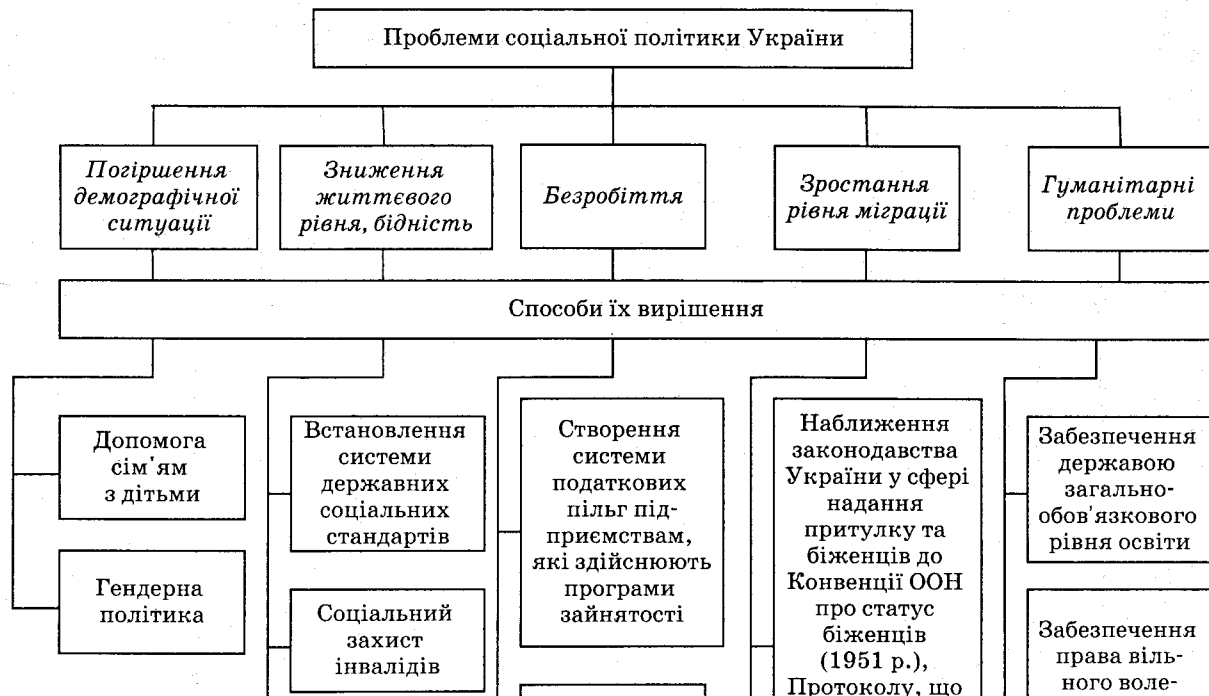 Проблеми соціальної політики України
Погіршення
демографічної
ситуації
Зниження
життєвого
рівня, бідність
Безробіття
Зростання
рівня міграції
Гуманітарні
проблеми
Способи їх вирішення
Допомога
сім'ям
з дітьми
Гендерна
політика
Встановлення
системи
державних
соціальних
стандартів
Соціальний
захист
інвалідів
Створення
системи
податкових
пільг під-
приємствам,
які здійснюють
програми
зайнятості
Наближення
законодавства
України у сфері
надання
притулку та
біженців до
Конвенції ООН
про статус
біженців
(1951 р.),
Протоколу, що
Забезпечення
державою
загально-
обов'язкового
рівня освіти
Забезпечення
права віль-
ного воле-